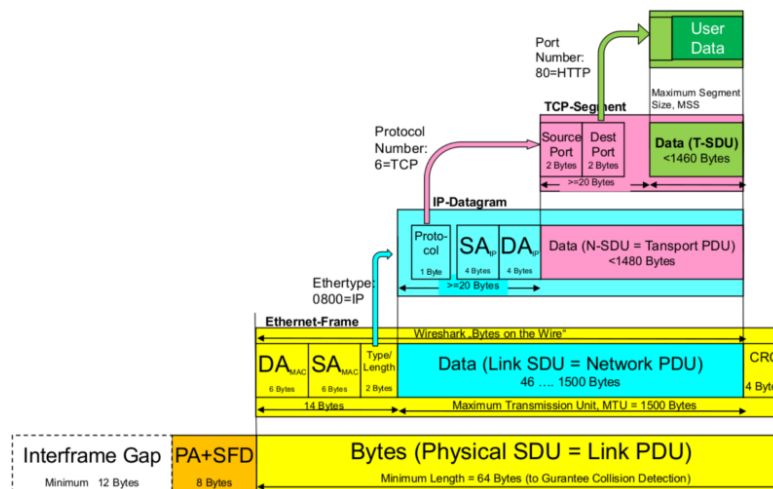 User
Data
Port
Number:
80=HTTP
Maximum Segment
Size, MSS
TCP-Segment
Source
Port
2 Bytes
Dest
Port
2 Bytes
Data (T-SDU)
<1460 Bytes
>=20 Bytes
Protocol
Number:
6=TCP
IP-Datagram
Proto-
col
1 Byte
SA IP
4 Bytes
DA IP
4 Bytes
Data (N-SDU = Tansport PDU)
<1480 Bytes
>=20 Bytes
Ethertype:
0800=IP
Ethernet-Frame
Wireshark „Bytes on the Wire“
DA MAC
6 Bytes
SA MAC
6 Bytes
Type/
Length
2 Bytes
Data (Link SDU = Network PDU)
46 .... 1500 Bytes
CRC
4 Byte
14 Bytes
Maximum Transmission Unit, MTU = 1500 Bytes
Interframe Gap
Minimum 12 Bytes
PA+SFD
8 Bytes
Bytes (Physical SDU = Link PDU)
Minimum Length = 64 Bytes (to Gurantee Collision Detection)